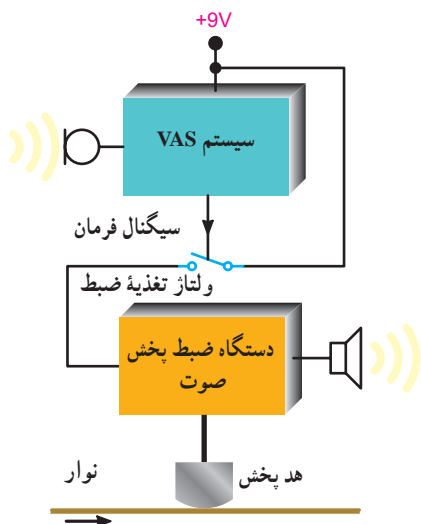 +9V
سیستم VAS
سیگنال فرمان
ولتاژ تغذیهٔ ضبط
دستگاه ضبط پخش
صوت
هد پخش
نوار